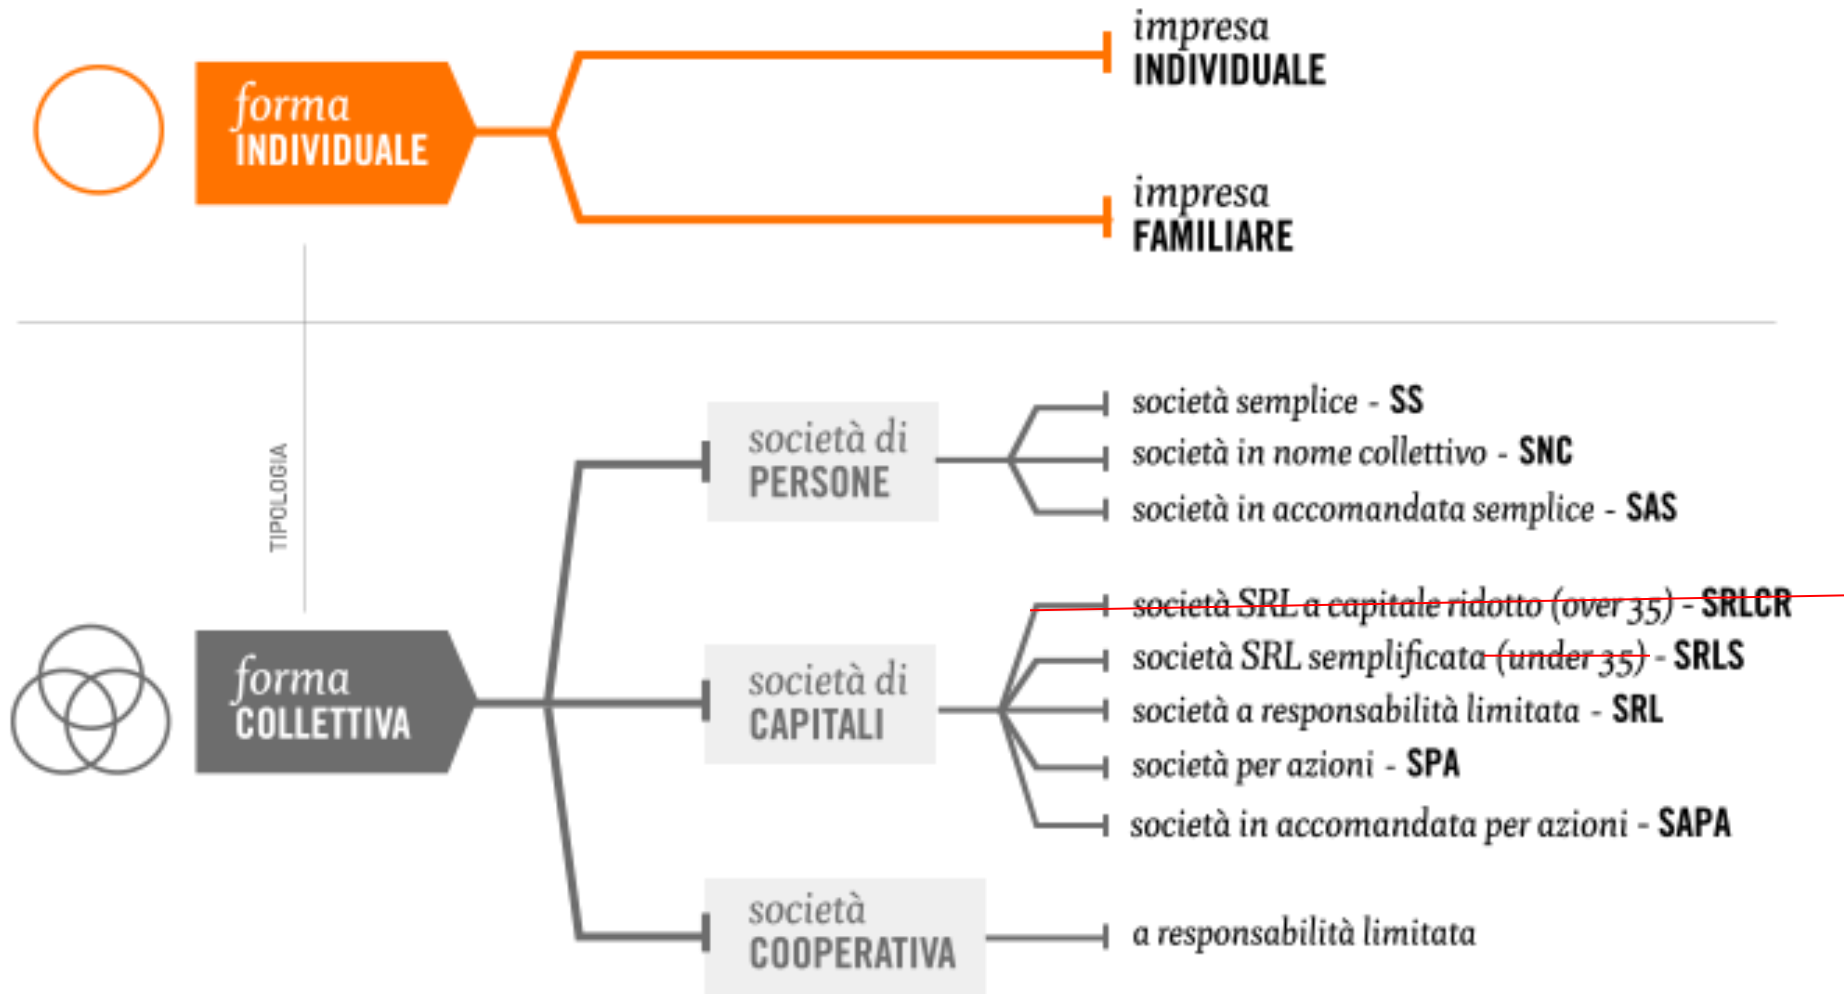 impresa
INDIVIDUALE
forma
INDIVIDUALE
impresa
FAMILIARE
TIPOLOGIA
società di
PERSONE
società semplice - SS
società in nome collettivo - SNC
società in accomandata semplice - SAS
forma
COLLETTIVA
società di
CAPITALI
società SRL a capitale ridotto (over 35) - SRLCR
società SRL semplificata (under 35) - SRLS
società a responsabilità limitata - SRL
società per azioni - SPA
società in accomandata per azioni - SAPA
società
COOPERATIVA
a responsabilità limitata